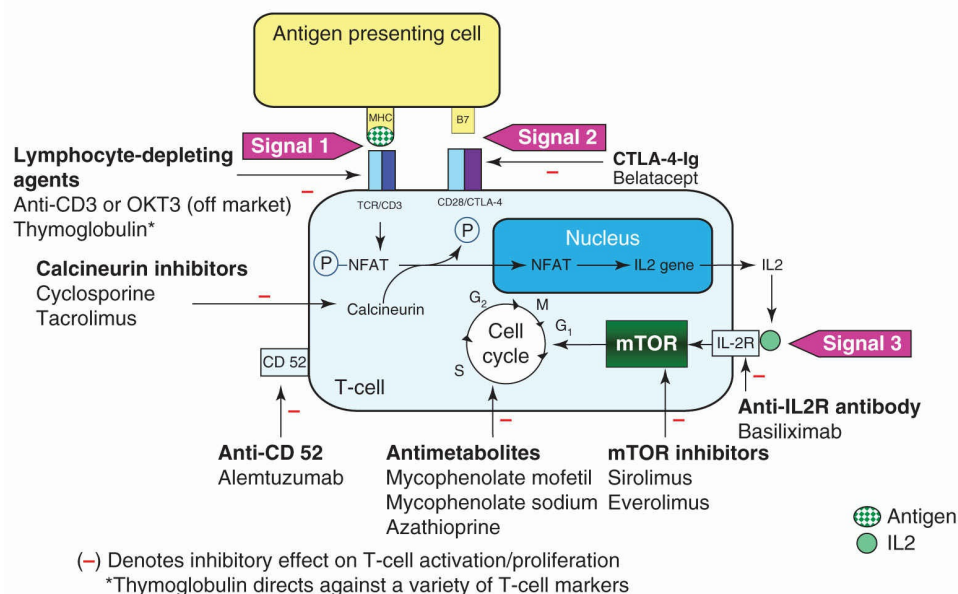 Antigen presenting cell
MHC
B7
Signal 1
Signal 2
Lymphocyte-depleting
agents
Anti-CD3 or OKT3 (off market)
Thymoglobulin*
CTLA-4-Ig
Belatacept
–
–
TCR/CD3
CD28/CTLA-4
Nucleus
P
P
NFAT
NFAT
IL2 gene
IL2
Calcineurin inhibitors
Cyclosporine
Tacrolimus
–
Calcineurin
G2
M
G1
S
Cell
cycle
mTOR
IL-2R
Signal 3
CD 52
T-cell
–
–
–
–
Anti-IL2R antibody
Basiliximab
Anti-CD 52
Alemtuzumab
Antimetabolites
Mycophenolate mofetil
Mycophenolate sodium
Azathioprine
mTOR inhibitors
Sirolimus
Everolimus
Antigen
IL2
(–) Denotes inhibitory effect on T-cell activation/proliferation
*Thymoglobulin directs against a variety of T-cell markers